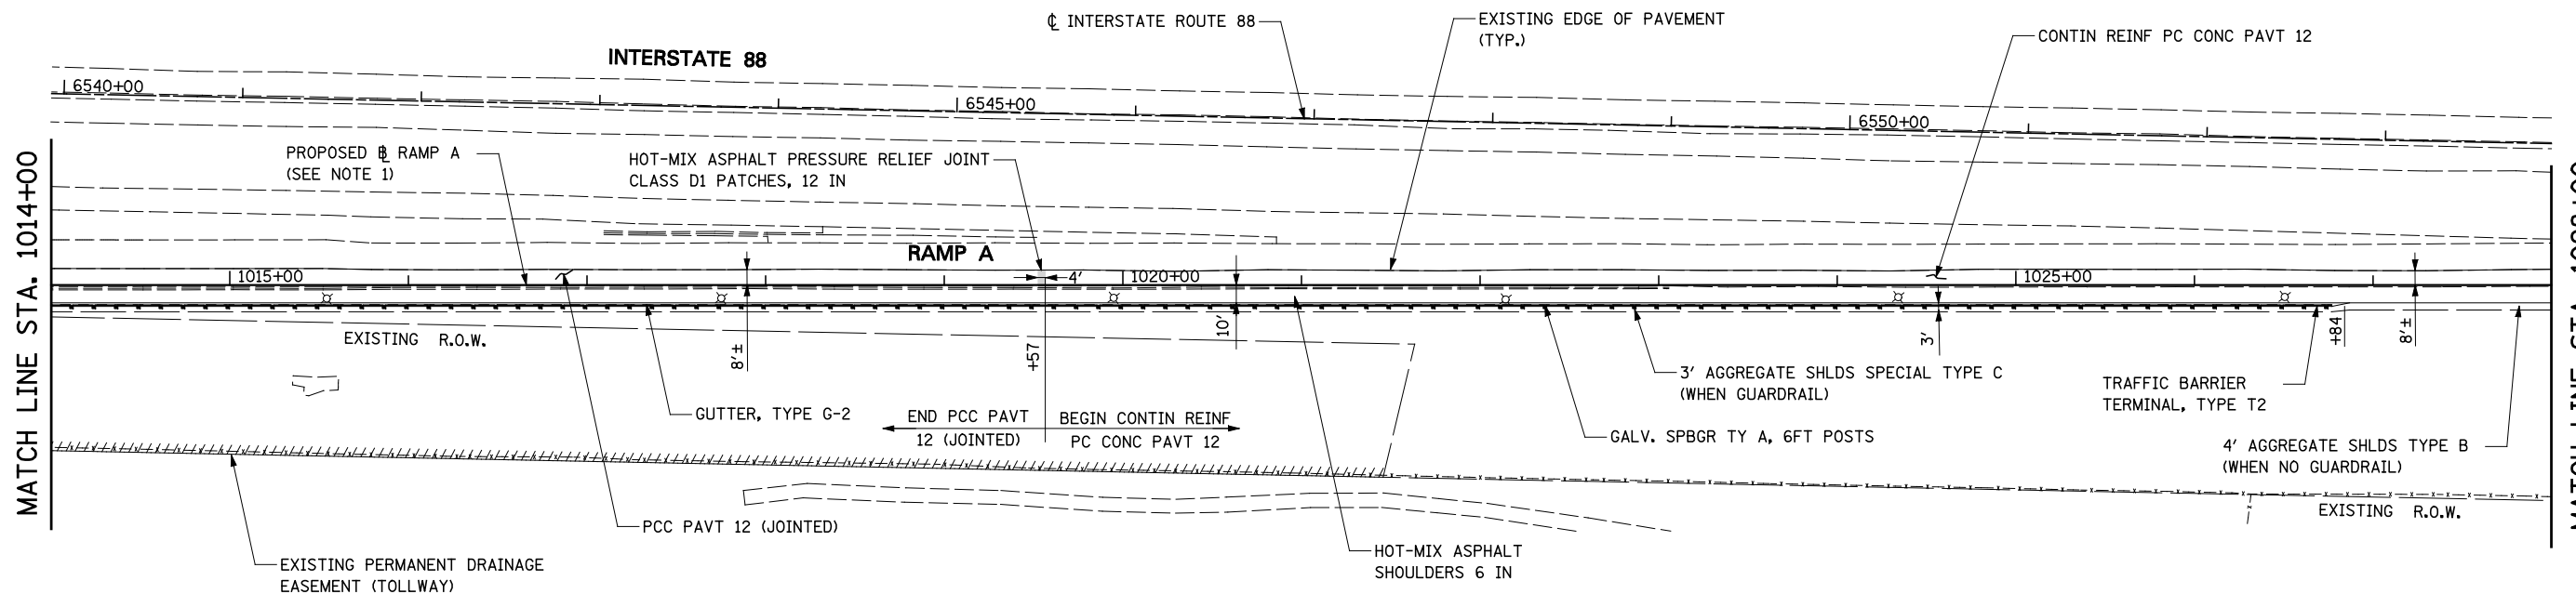 ℄ INTERSTATE ROUTE 88
EXISTING EDGE OF PAVEMENT
(TYP.)
CONTIN REINF PC CONC PAVT 12
INTERSTATE 88
6540+00
6545+00
6550+00
MATCH LINE STA. 1014+00
PROPOSED ⅊ RAMP A
(SEE NOTE 1)
HOT-MIX ASPHALT PRESSURE RELIEF JOINT
CLASS D1 PATCHES, 12 IN
RAMP A
1015+00
4'
1020+00
1025+00
EXISTING R.O.W.
8'±
+57
10'
3'
+84
8'±
GUTTER, TYPE G-2
END PCC PAVT
12 (JOINTED)
BEGIN CONTIN REINF
PC CONC PAVT 12
3' AGGREGATE SHLDS SPECIAL TYPE C
(WHEN GUARDRAIL)
TRAFFIC BARRIER
TERMINAL, TYPE T2
GALV. SPBGR TY A, 6FT POSTS
4' AGGREGATE SHLDS TYPE B
(WHEN NO GUARDRAIL)
EXISTING R.O.W.
PCC PAVT 12 (JOINTED)
HOT-MIX ASPHALT
SHOULDERS 6 IN
EXISTING PERMANENT DRAINAGE
EASEMENT (TOLLWAY)